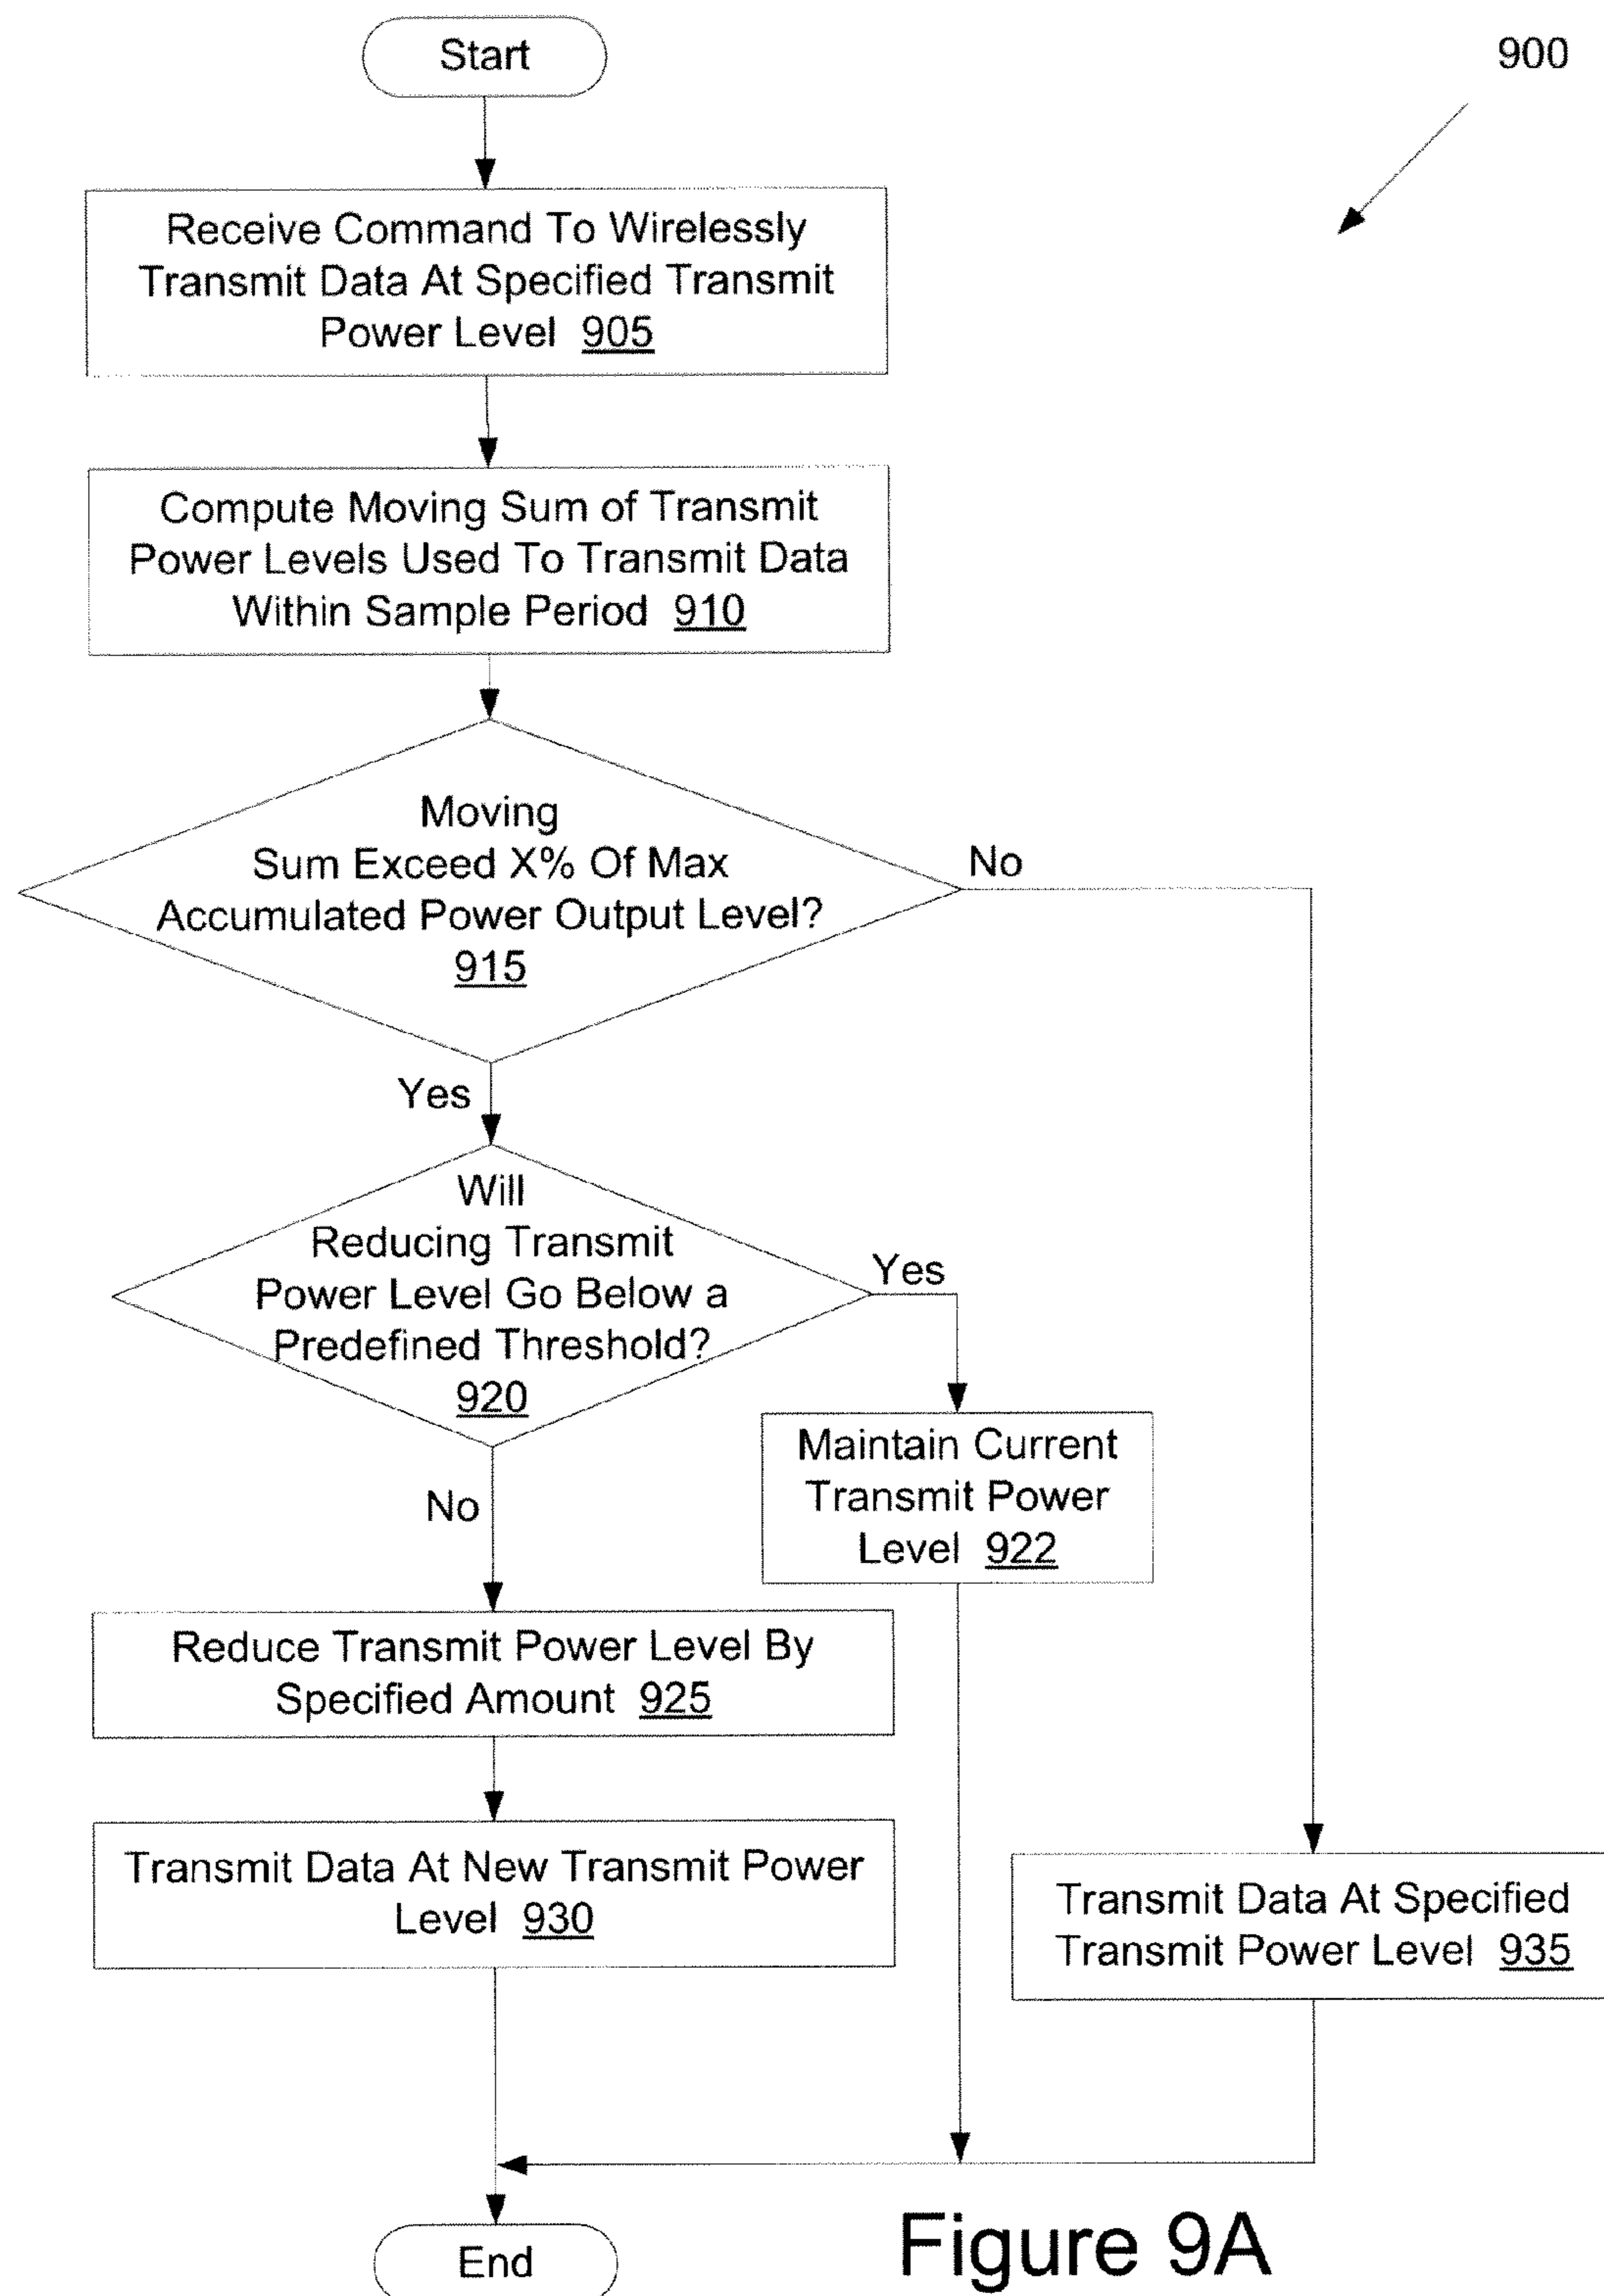 Start
900
Receive Command To Wirelessly
Transmit Data At Specified Transmit
Power Level 905
Compute Moving Sum of Transmit
Power Levels Used To Transmit Data
Within Sample Period 910
Moving
Sum Exceed X% Of Max
Accumulated Power Output Level?
915
No
Yes
Will
Reducing Transmit
Power Level Go Below a
Predefined Threshold?
920
Yes
Maintain Current
Transmit Power
Level 922
No
Reduce Transmit Power Level By
Specified Amount 925
Transmit Data At New Transmit Power
Level 930
Transmit Data At Specified
Transmit Power Level 935
End
Figure 9A